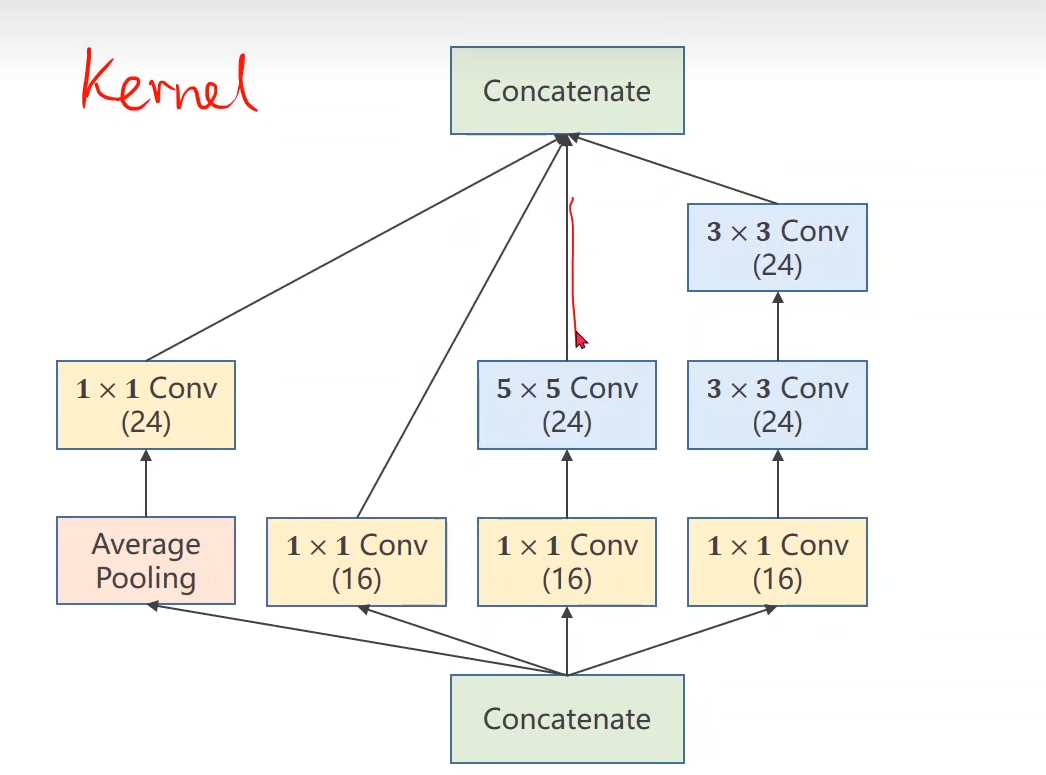 Kernel
Concatenate
3 × 3 Conv
(24)
1 × 1 Conv
(24)
5 × 5 Conv
(24)
3 × 3 Conv
(24)
Average
Pooling
1 × 1 Conv
(16)
1 × 1 Conv
(16)
1 × 1 Conv
(16)
Concatenate